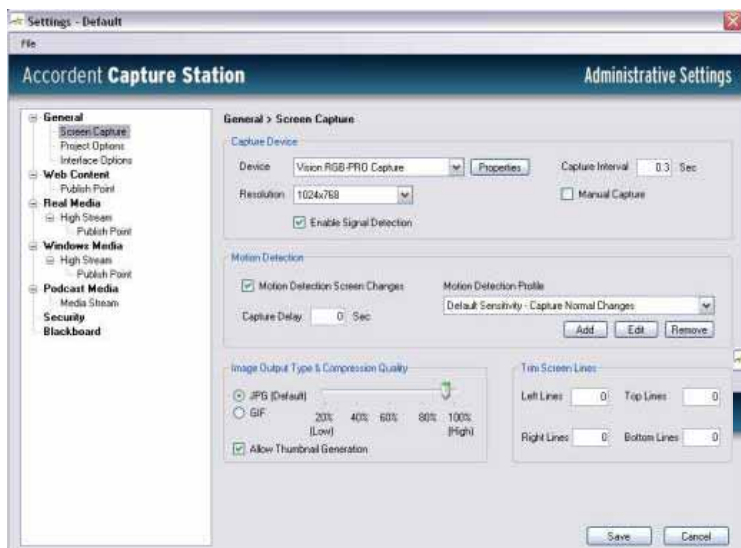 Settings - Default
File
Accordent Capture Station
Administrative Settings
General
Screen Capture
Project Options
Interface Options
Web Content
Publish Point
Real Media
High Stream
Publish Point
Windows Media
High Stream
Publish Point
Podcast Media
Media Stream
Security
Blackboard
General > Screen Capture
Capture Device
Device Vision RGB-PRO Capture Properties Capture Interval 0.3 Sec
Resolution 1024x768 Manual Capture
Enable Signal Detection
Motion Detection
Motion Detection Screen Changes Motion Detection Profile
Default Sensitivity - Capture Normal Changes
Capture Delay 0 Sec
Add Edit Remove
Image Output Type & Compression Quality
JPG (Default)
GIF
20% 40% 60% 80% 100%
(Low) (High)
Allow Thumbnail Generation
Trim Screen Lines
Left Lines 0 Top Lines 0
Right Lines 0 Bottom Lines 0
Save Cancel